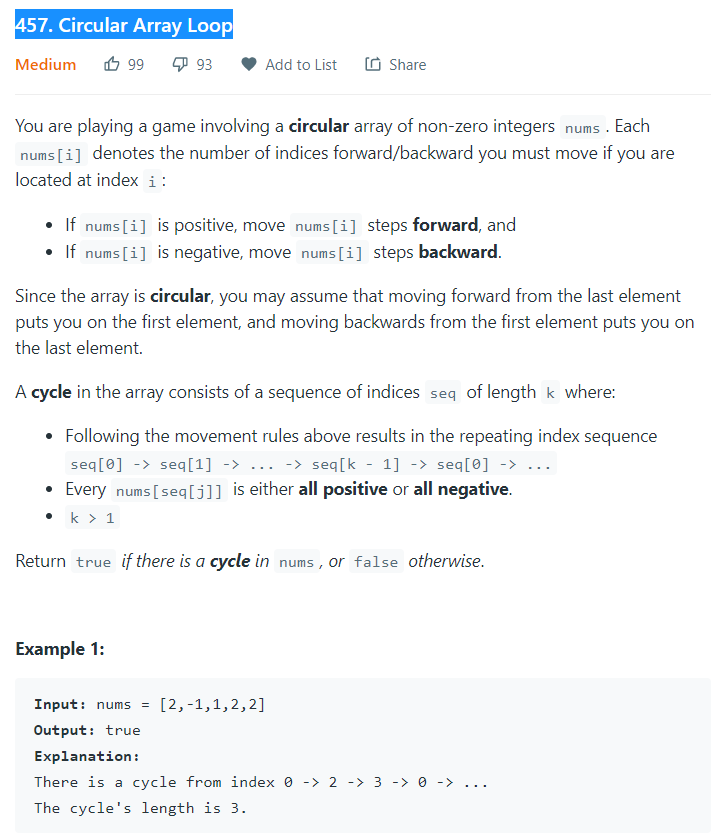 457. Circular Array Loop
Medium 99 93 Add to List Share
You are playing a game involving a circular array of non-zero integers nums . Each
nums[i] denotes the number of indices forward/backward you must move if you are
located at index i :
• If nums[i] is positive, move nums[i] steps forward, and
• If nums[i] is negative, move nums[i] steps backward.
Since the array is circular, you may assume that moving forward from the last element
puts you on the first element, and moving backwards from the first element puts you on
the last element.
A cycle in the array consists of a sequence of indices seq of length k where:
• Following the movement rules above results in the repeating index sequence
seq[0] -> seq[1] -> ... -> seq[k - 1] -> seq[0] -> ...
• Every nums[seq[j]] is either all positive or all negative.
• k > 1
Return true if there is a cycle in nums , or false otherwise.
Example 1:
Input: nums = [2,-1,1,2,2]
Output: true
Explanation:
There is a cycle from index 0 -> 2 -> 3 -> 0 -> ...
The cycle's length is 3.